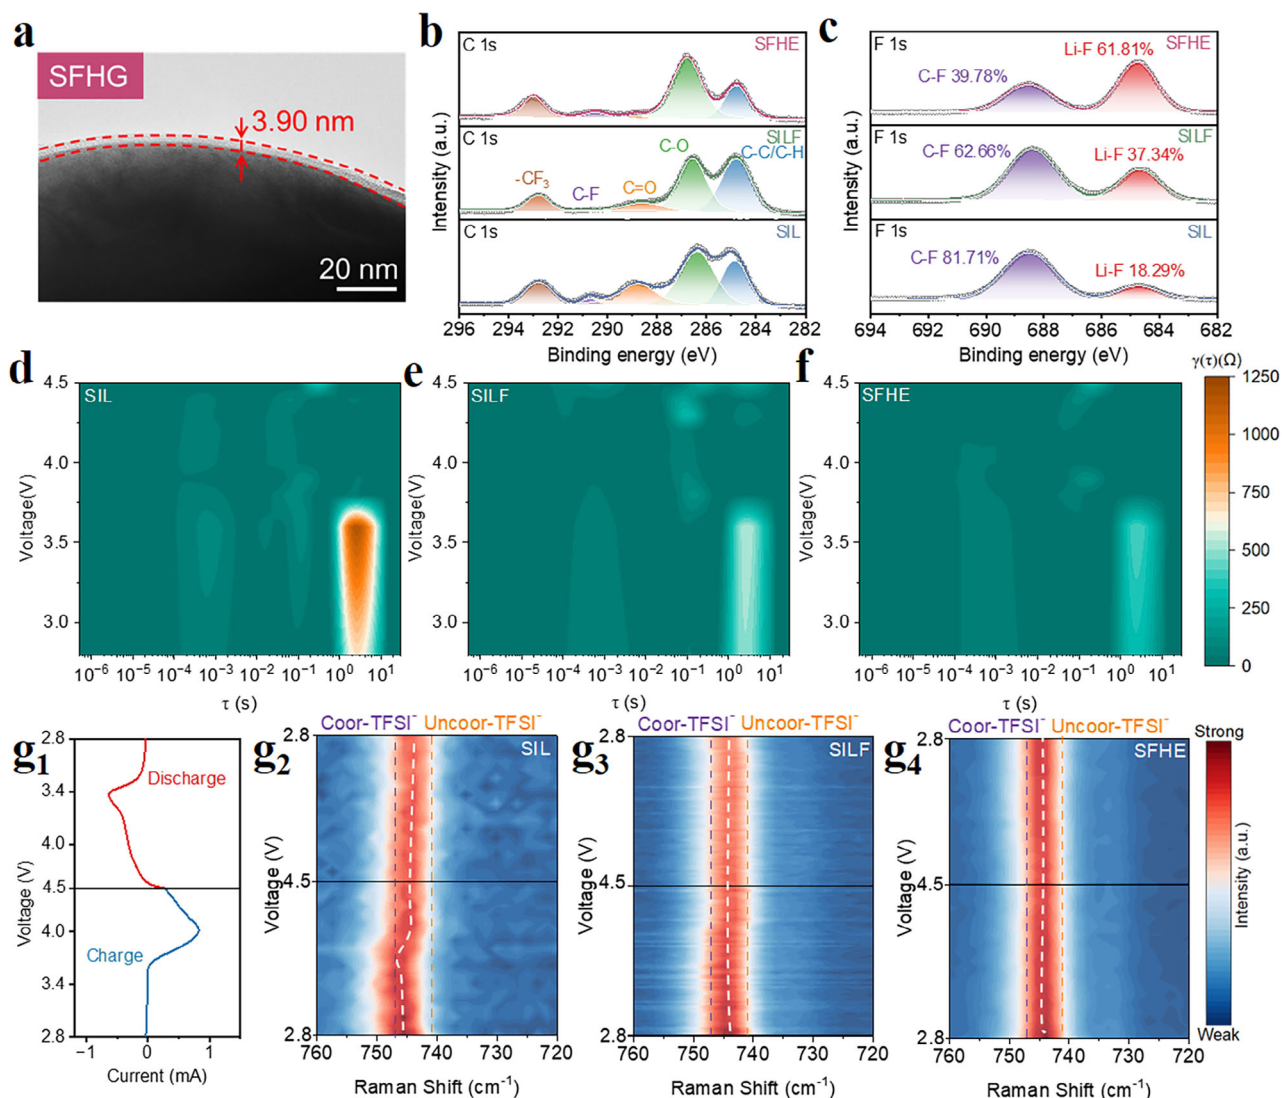 a
SFHG
3.90 nm
20 nm
b
C 1s
SFHE
C 1s
SILF
C-O
C-C/C-H
-CF₃
C-F
C=O
C 1s
SIL
Intensity (a.u.)
296 294 292 290 288 286 284 282
Binding energy (eV)
c
F 1s
SFHE
Li-F 61.81%
C-F 39.78%
F 1s
SILF
C-F 62.66%
Li-F 37.34%
F 1s
SIL
C-F 81.71%
Li-F 18.29%
Intensity (a.u.)
694 692 690 688 686 684 682
Binding energy (eV)
d
SIL
4.5
4.0
3.5
3.0
Voltage(V)
10⁻⁶ 10⁻⁵ 10⁻⁴ 10⁻³ 10⁻² 10⁻¹ 10⁰ 10¹
τ (s)
e
SILF
4.5
4.0
3.5
3.0
Voltage(V)
10⁻⁶ 10⁻⁵ 10⁻⁴ 10⁻³ 10⁻² 10⁻¹ 10⁰ 10¹
τ (s)
f
SFHE
4.5
4.0
3.5
3.0
Voltage(V)
10⁻⁶ 10⁻⁵ 10⁻⁴ 10⁻³ 10⁻² 10⁻¹ 10⁰ 10¹
τ (s)
γ(τ)(Ω)
1250
1000
750
500
250
0
g₁
2.8
3.4
4.0
4.5
4.0
3.4
2.8
Voltage (V)
Discharge
Charge
-1 0 1
Current (mA)
g₂
Coor-TFSI⁻ Uncoor-TFSI⁻
SIL
2.8
4.5
2.8
Voltage (V)
760 750 740 730 720
Raman Shift (cm⁻¹)
g₃
Coor-TFSI⁻ Uncoor-TFSI⁻
SILF
2.8
4.5
2.8
Voltage (V)
760 750 740 730 720
Raman Shift (cm⁻¹)
g₄
Coor-TFSI⁻ Uncoor-TFSI⁻
SFHE
2.8
4.5
2.8
Voltage (V)
760 750 740 730 720
Raman Shift (cm⁻¹)
Strong
Intensity (a.u.)
Weak